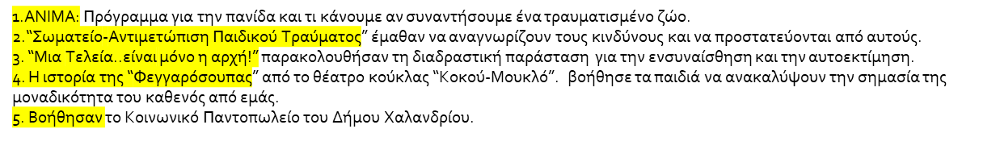 1.ΑΝΙΜΑ: Πρόγραμμα για την πανίδα και τι κάνουμε αν συναντήσουμε ένα τραυματισμένο ζώο.
2.“Σωματείο-Αντιμετώπιση Παιδικού Τραύματος” έμαθαν να αναγνωρίζουν τους κινδύνους και να προστατεύονται από αυτούς.
3. “Μια Τελεία..είναι μόνο η αρχή!” παρακολουθήσαν τη διαδραστική παράσταση για την ενσυναίσθηση και την αυτοεκτίμηση.
4. Η ιστορία της “Φεγγαρόσουπας” από το θέατρο κούκλας “Κοκού-Μουκλό”. βοήθησε τα παιδιά να ανακαλύψουν την σημασία της
μοναδικότητα του καθενός από εμάς.
5. Βοήθησαν το Κοινωνικό Παντοπωλείο του Δήμου Χαλανδρίου.